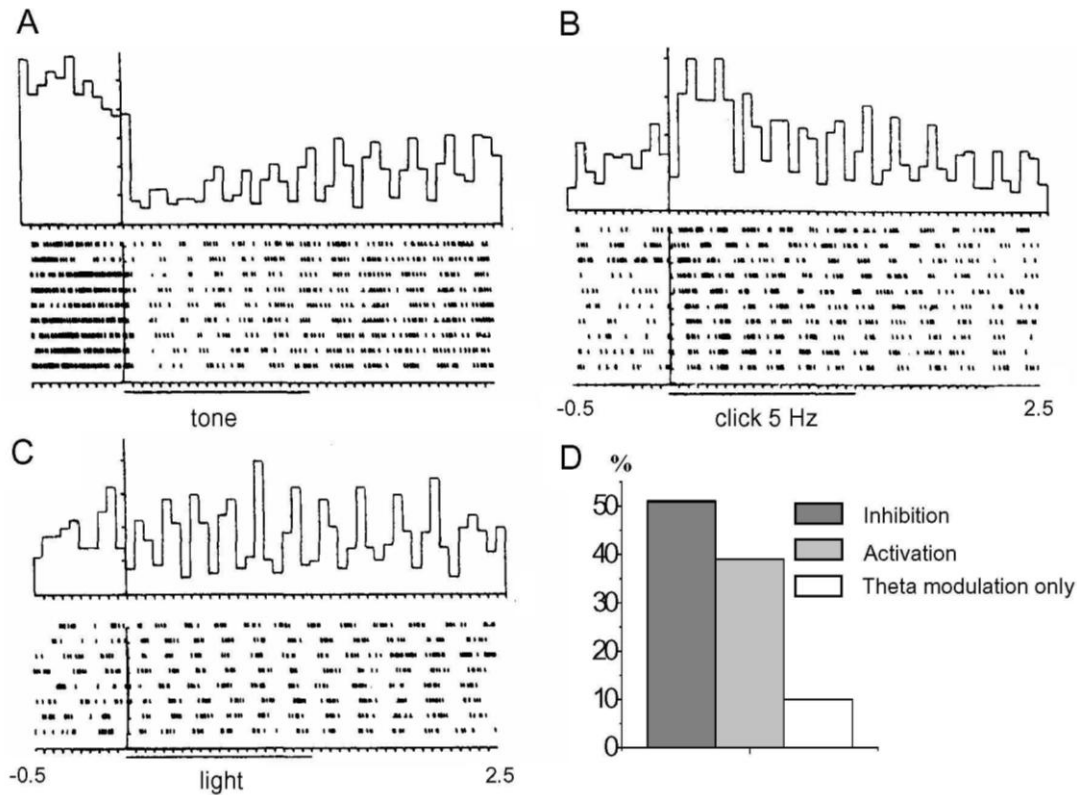 A
B
tone
-0.5
click 5 Hz
2.5
C
-0.5
light
2.5
D
%
50
40
30
20
10
0
Inhibition
Activation
Theta modulation only